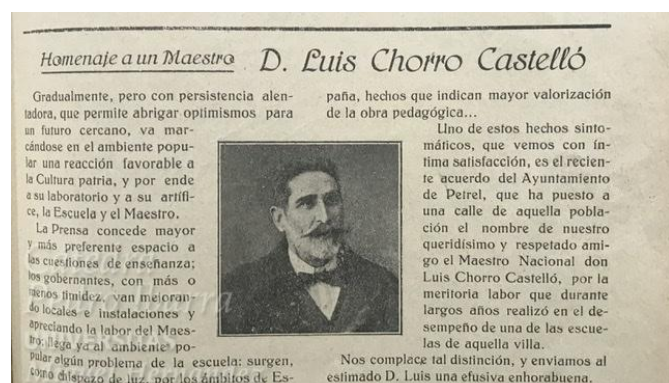 Homenaje a un Maestro
D. Luis Chorro Castelló
Gradualmente, pero con persistencia alen-
tadora, que permite abrigar optimismos para
un futuro cercano, va mar-
cándose en el ambiente popu-
lar una reacción favorable a
la Cultura patria, y por ende
a su laboratorio y a su artífi-
ce, la Escuela y el Maestro.
La Prensa concede mayor
y más preferente espacio a
las cuestiones de enseñanza;
los gobernantes, con más o
menos timidez, van mejoran-
do locales e instalaciones y
apreciando la labor del Maes-
tro; llega ya al ambiente po-
pular algún problema de la escuela: surgen,
como chispazo de luz, por los ámbitos de Es-
paña, hechos que indican mayor valorización
de la obra pedagógica...
Uno de estos hechos sinto-
máticos, que vemos con ín-
tima satisfacción, es el recien-
te acuerdo del Ayuntamiento
de Petrel, que ha puesto a
una calle de aquella pobla-
ción el nombre de nuestro
queridísimo y respetado ami-
go el Maestro Nacional don
Luis Chorro Castelló, por la
meritoria labor que durante
largos años realizó en el de-
sempeño de una de las escue-
las de aquella villa.
Nos complace tal distinción, y enviamos al
estimado D. Luis una efusiva enhorabuena.